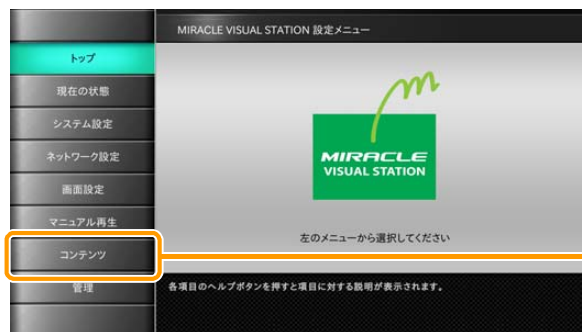 MIRACLE VISUAL STATION 設定メニュー
トップ
現在の状態
システム設定
ネットワーク設定
画面設定
マニュアル再生
コンテンツ
管理
m
MIRACLE
VISUAL STATION
左のメニューから選択してください
各項目のヘルプボタンを押すと項目に対する説明が表示されます。